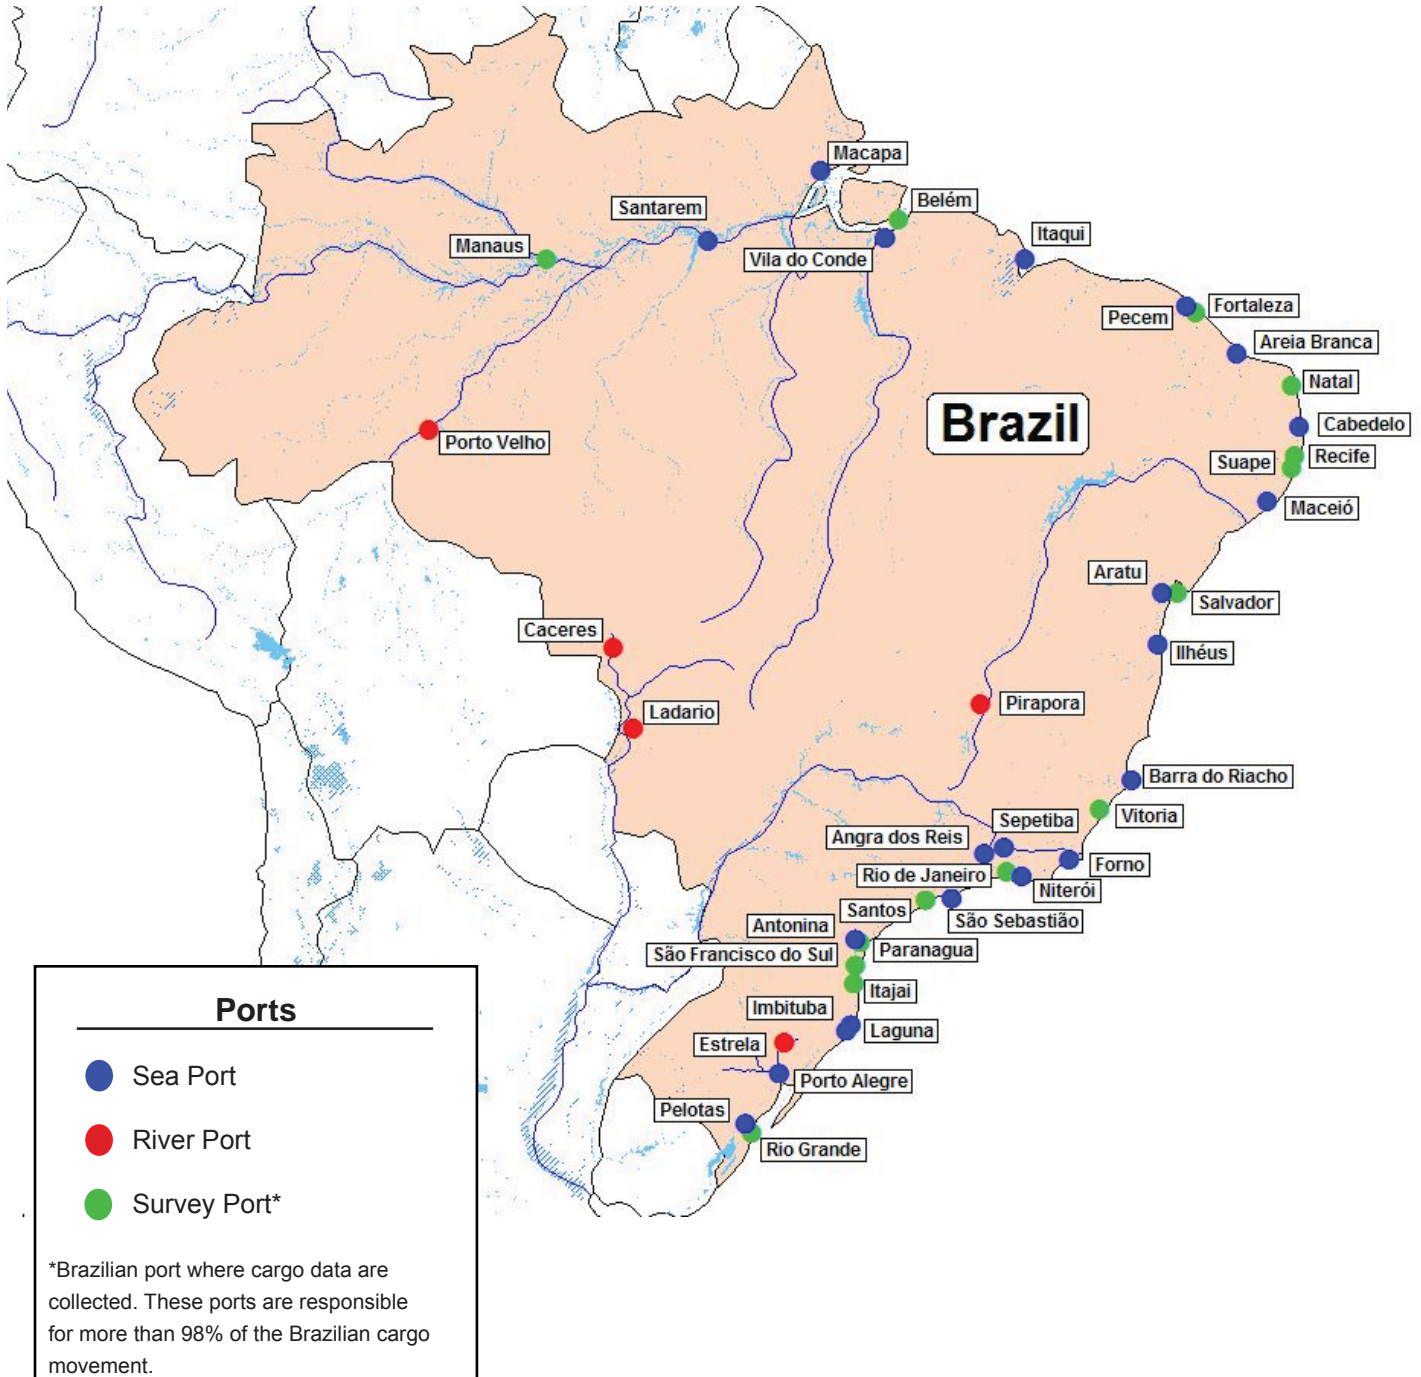 Macapa
Belém
Santarem
Itaqui
Manaus
Vila do Conde
Fortaleza
Pecem
Areia Branca
Natal
Brazil
Cabedelo
Porto Velho
Recife
Suape
Maceió
Aratu
Salvador
Caceres
Ilhéus
Pirapora
Ladario
Barra do Riacho
Vitoria
Sepetiba
Angra dos Reis
Forno
Rio de Janeiro
Niterói
Santos
São Sebastião
Antonina
Paranagua
São Francisco do Sul
Itajai
Imbituba
Laguna
Estrela
Porto Alegre
Pelotas
Rio Grande
Ports
Sea Port
River Port
Survey Port*
*Brazilian port where cargo data are
collected. These ports are responsible
for more than 98% of the Brazilian cargo
movement.